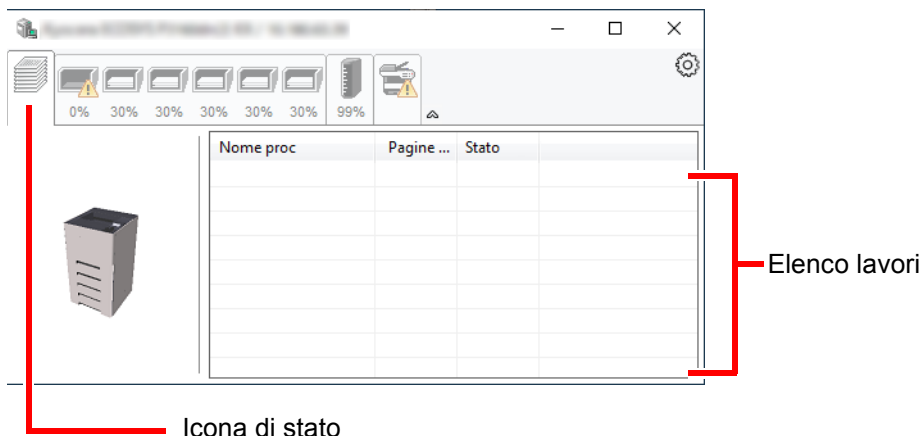 0% 30% 30% 30% 30% 30% 99%
Nome proc Pagine ... Stato
Elenco lavori
Icona di stato